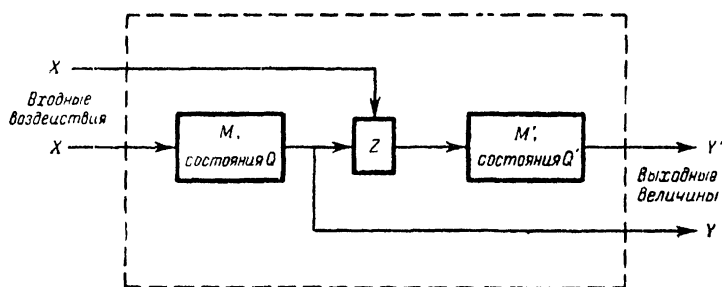 X
Входные
воздействия
X
M,
состояния Q
Z
M',
состояния Q'
Y'
Выходные
величины
Y